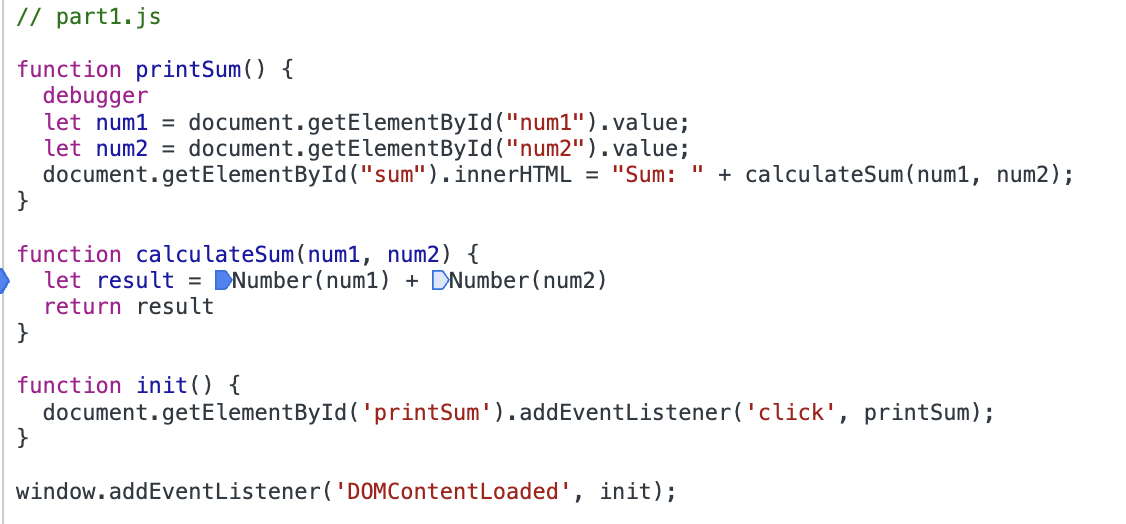 // part1.js
function printSum() {
debugger
let num1 = document.getElementById("num1").value;
let num2 = document.getElementById("num2").value;
document.getElementById("sum").innerHTML = "Sum: " + calculateSum(num1, num2);
}
function calculateSum(num1, num2) {
let result = Number(num1) + Number(num2)
return result
}
function init() {
document.getElementById('printSum').addEventListener('click', printSum);
}
window.addEventListener('DOMContentLoaded', init);